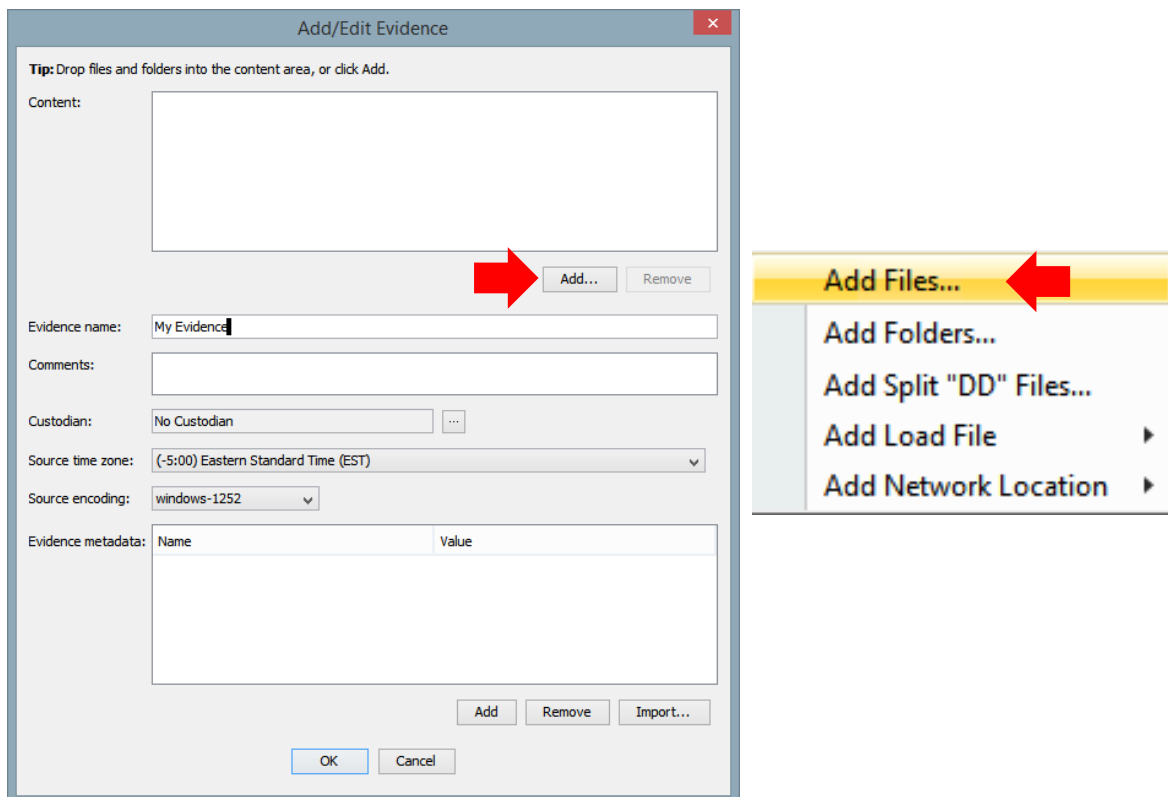 Add/Edit Evidence
Tip: Drop files and folders into the content area, or click Add.
Content:
Add... Remove
Evidence name: My Evidence
Comments:
Custodian: No Custodian ...
Source time zone: (-5:00) Eastern Standard Time (EST)
Source encoding: windows-1252
Evidence metadata: Name Value
Add Remove Import...
OK Cancel
Add Files...
Add Folders...
Add Split "DD" Files...
Add Load File
Add Network Location